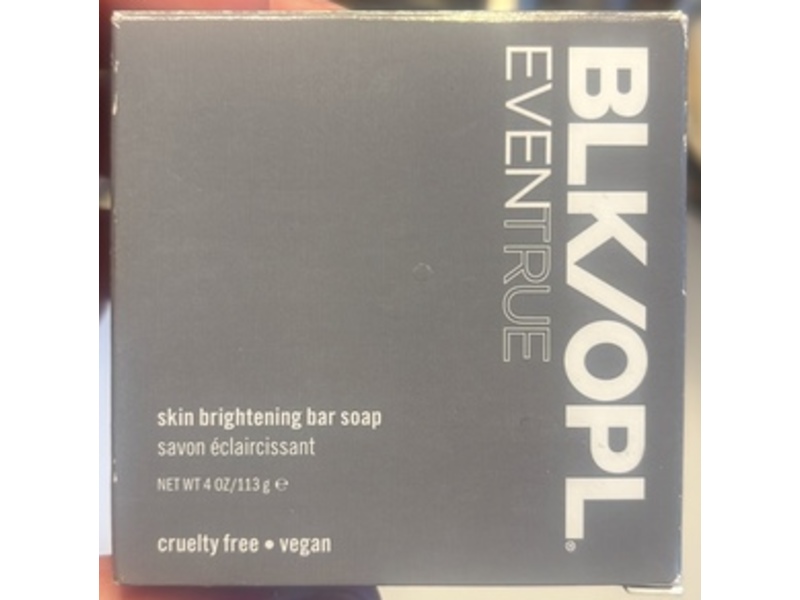 BLK/OPL®
EVENTRUE
skin brightening bar soap
savon éclaircissant
NET WT 4 OZ/113 g ℮
cruelty free • vegan